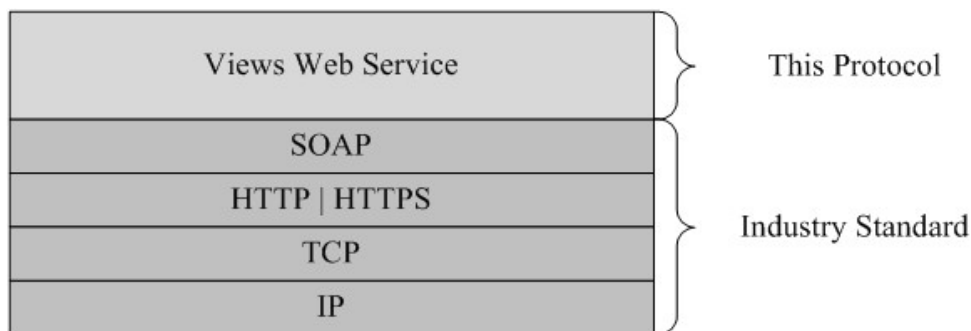 Views Web Service
This Protocol
SOAP
HTTP | HTTPS
TCP
IP
Industry Standard